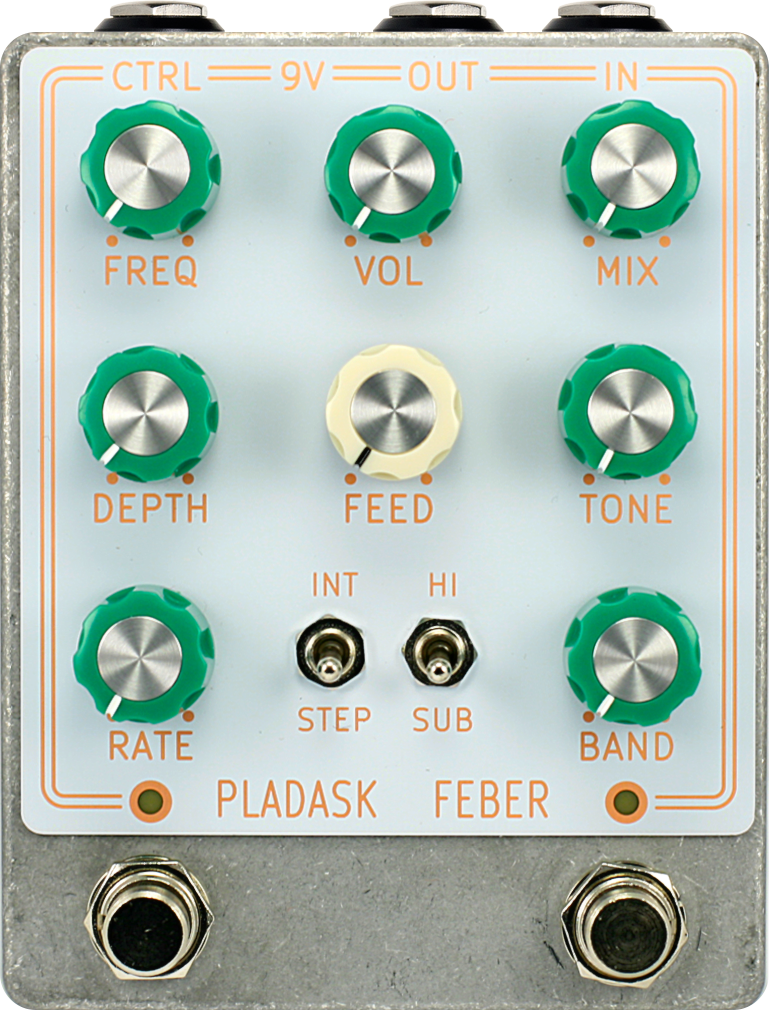 CTRL 9V OUT IN
FREQ VOL MIX
DEPTH FEED TONE
INT HI
STEP SUB
RATE BAND
PLADASK FEBER